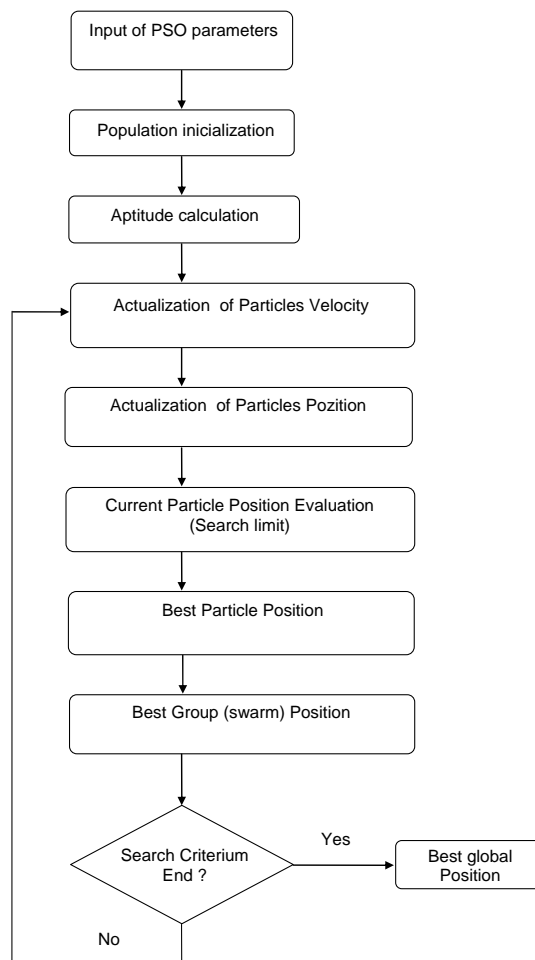 Input of PSO parameters
Population inicialization
Aptitude calculation
Actualization of Particles Velocity
Actualization of Particles Pozition
Current Particle Position Evaluation
(Search limit)
Best Particle Position
Best Group (swarm) Position
Search Criterium
End ?
Yes
Best global
Position
No